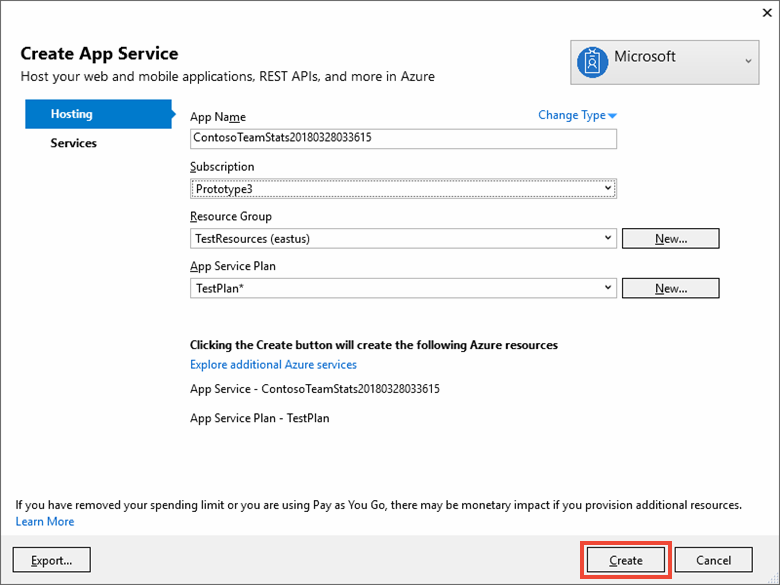 Create App Service
Host your web and mobile applications, REST APIs, and more in Azure
Microsoft
Hosting
Services
App Name
Change Type
ContosoTeamStats20180328033615
Subscription
Prototype3
Resource Group
TestResources (eastus)
New...
App Service Plan
TestPlan*
New...
Clicking the Create button will create the following Azure resources
Explore additional Azure services
App Service - ContosoTeamStats20180328033615
App Service Plan - TestPlan
If you have removed your spending limit or you are using Pay as You Go, there may be monetary impact if you provision additional resources.
Learn More
Export...
Create
Cancel